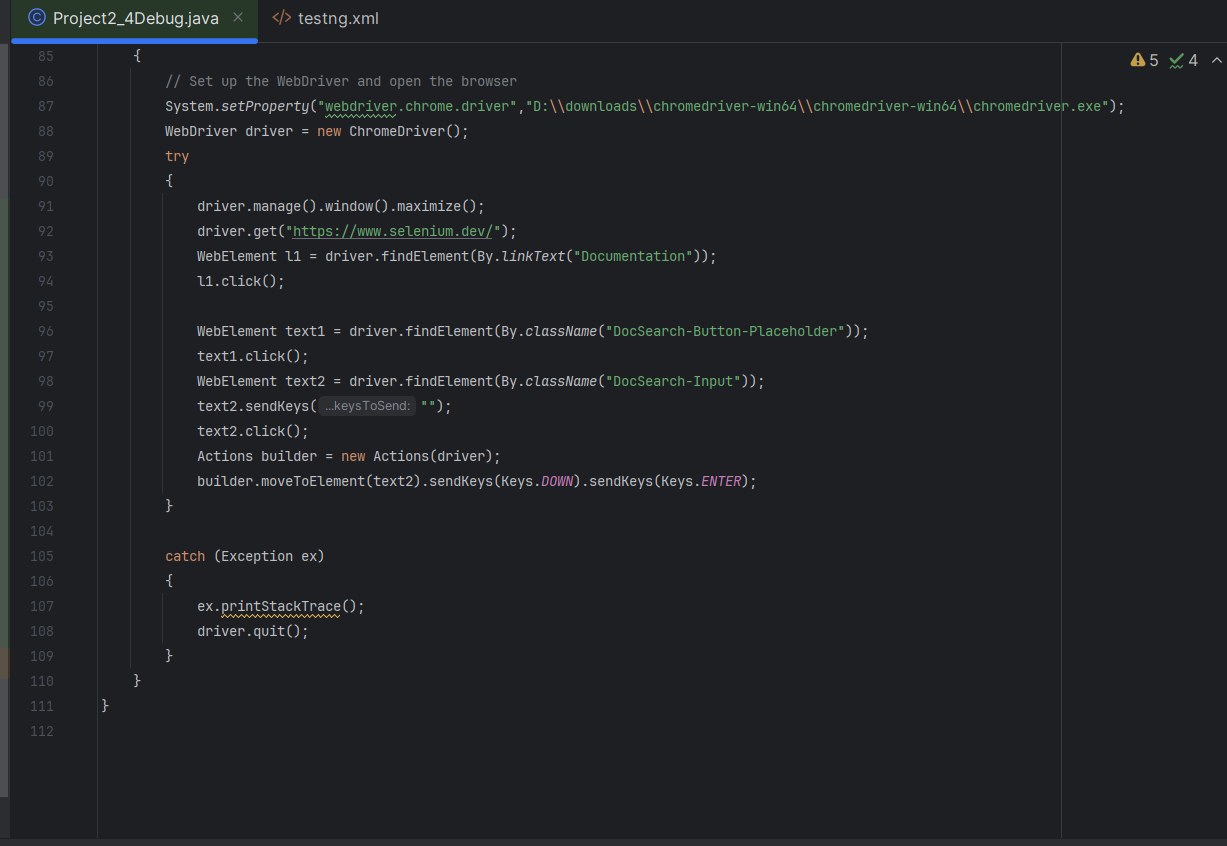 Project2_4Debug.java
testng.xml
5 4
85 {
86 // Set up the WebDriver and open the browser
87 System.setProperty("webdriver.chrome.driver","D:\\downloads\\chromedriver-win64\\chromedriver-win64\\chromedriver.exe");
88 WebDriver driver = new ChromeDriver();
89 try
90 {
91 driver.manage().window().maximize();
92 driver.get("https://www.selenium.dev/");
93 WebElement l1 = driver.findElement(By.linkText("Documentation"));
94 l1.click();
95
96 WebElement text1 = driver.findElement(By.className("DocSearch-Button-Placeholder"));
97 text1.click();
98 WebElement text2 = driver.findElement(By.className("DocSearch-Input"));
99 text2.sendKeys( ...keysToSend: "");
100 text2.click();
101 Actions builder = new Actions(driver);
102 builder.moveToElement(text2).sendKeys(Keys.DOWN).sendKeys(Keys.ENTER);
103 }
104
105 catch (Exception ex)
106 {
107 ex.printStackTrace();
108 driver.quit();
109 }
110 }
111 }
112